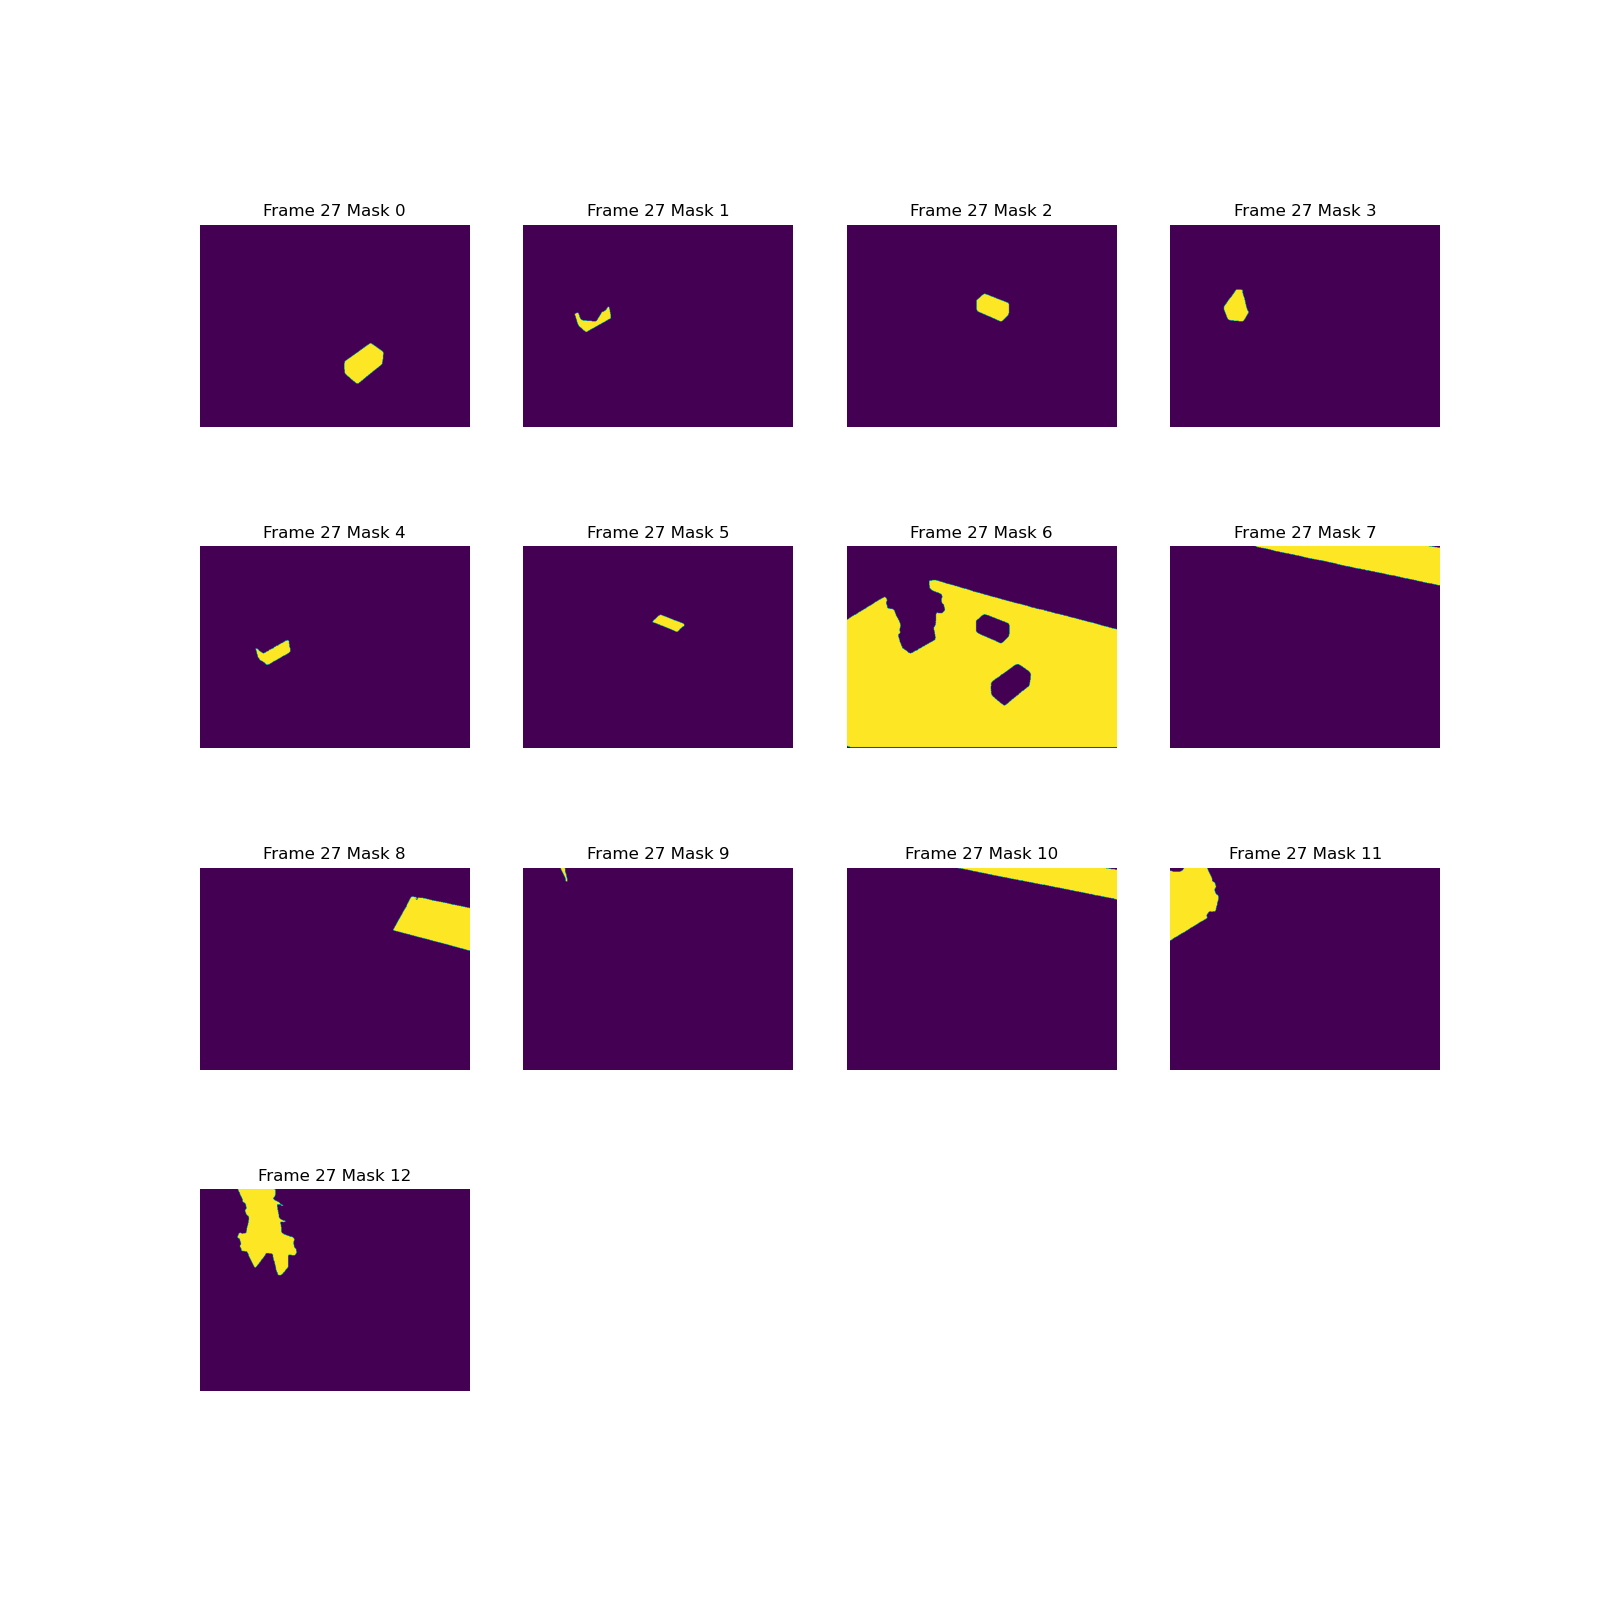 Frame 27 Mask 0
Frame 27 Mask 1
Frame 27 Mask 2
Frame 27 Mask 3
Frame 27 Mask 4
Frame 27 Mask 5
Frame 27 Mask 6
Frame 27 Mask 7
Frame 27 Mask 8
Frame 27 Mask 9
Frame 27 Mask 10
Frame 27 Mask 11
Frame 27 Mask 12